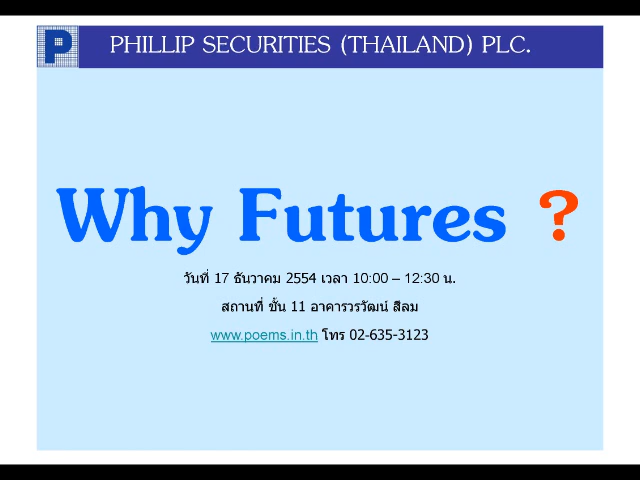 P
PHILLIP SECURITIES (THAILAND) PLC.
Why Futures ?
วันที่ 17 ธันวาคม 2554 เวลา 10:00 – 12:30 น.
สถานที่ ชั้น 11 อาคารวรวัฒน์ สีลม
www.poems.in.th โทร 02-635-3123